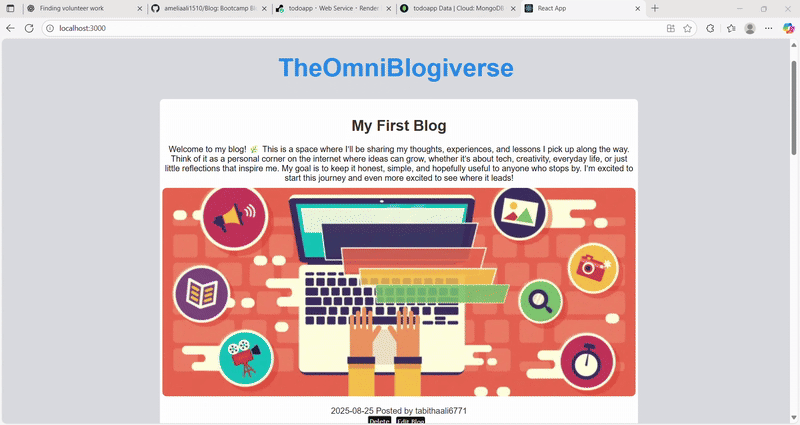 Finding volunteer work
ameliaali1510/Blog: Bootcamp Bl
todoapp · Web Service · Render
todoapp Data | Cloud: MongoDB
React App
localhost:3000
TheOmniBlogiverse
My First Blog
Welcome to my blog! 🌿 This is a space where I'll be sharing my thoughts, experiences, and lessons I pick up along the way.
Think of it as a personal corner on the internet where ideas can grow, whether it's about tech, creativity, everyday life, or just
little reflections that inspire me. My goal is to keep it honest, simple, and hopefully useful to anyone who stops by. I'm excited to
start this journey and even more excited to see where it leads!
2025-08-25 Posted by tabithaali6771
Delete Edit Blog